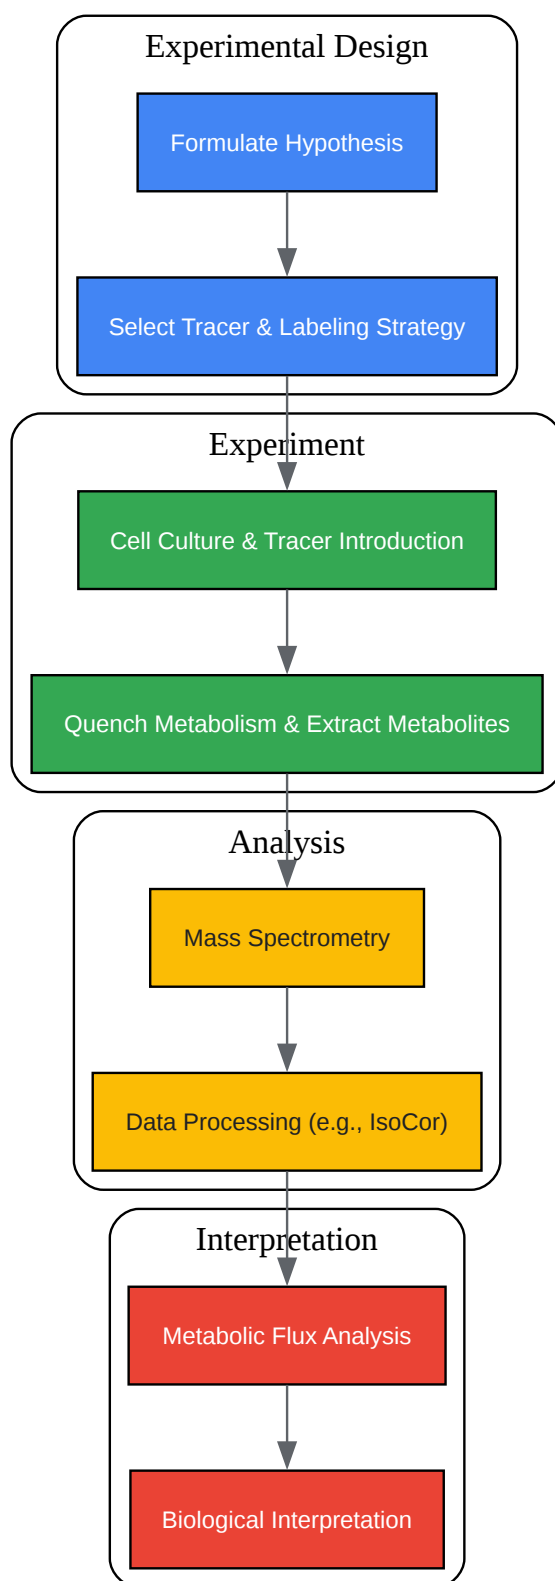 Experimental Design
Formulate Hypothesis
Select Tracer & Labeling Strategy
Experiment
Cell Culture & Tracer Introduction
Quench Metabolism & Extract Metabolites
Analysis
Mass Spectrometry
Data Processing (e.g., IsoCor)
Interpretation
Metabolic Flux Analysis
Biological Interpretation